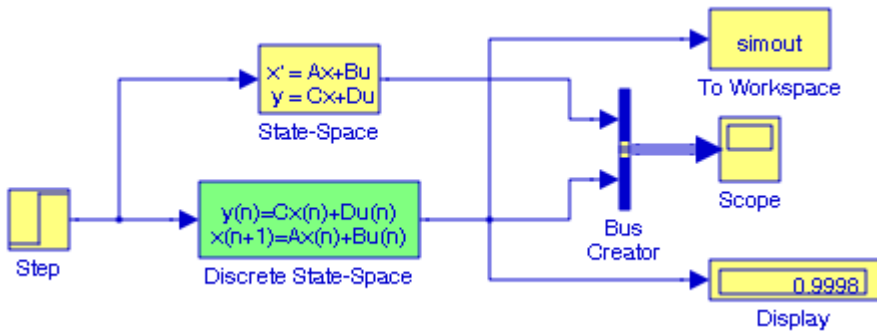 simout
To Workspace
x' = Ax+Bu
y = Cx+Du
State-Space
Scope
y(n)=Cx(n)+Du(n)
x(n+1)=Ax(n)+Bu(n)
Discrete State-Space
Step
Bus
Creator
0.9998
Display